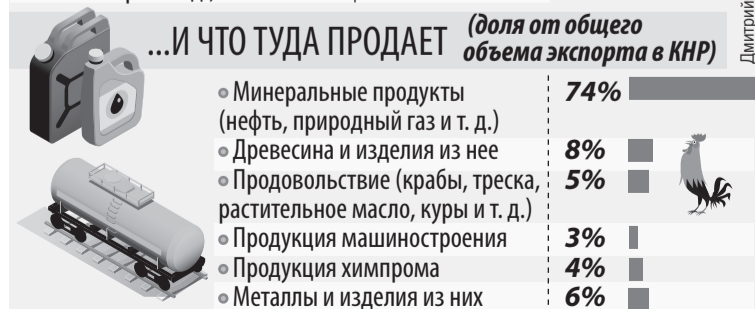 ...И ЧТО ТУДА ПРОДАЕТ (доля от общего
объема экспорта в КНР)
Дмитрий
• Минеральные продукты 74%
(нефть, природный газ и т. д.)
• Древесина и изделия из нее 8%
• Продовольствие (крабы, треска, 5%
растительное масло, куры и т. д.)
• Продукция машиностроения 3%
• Продукция химпрома 4%
• Металлы и изделия из них 6%